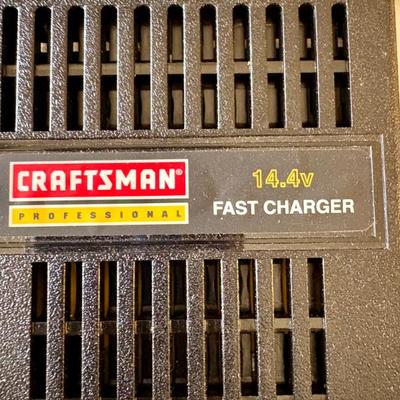 CRAFTSMAN®
PROFESSIONAL
14.4v
FAST CHARGER